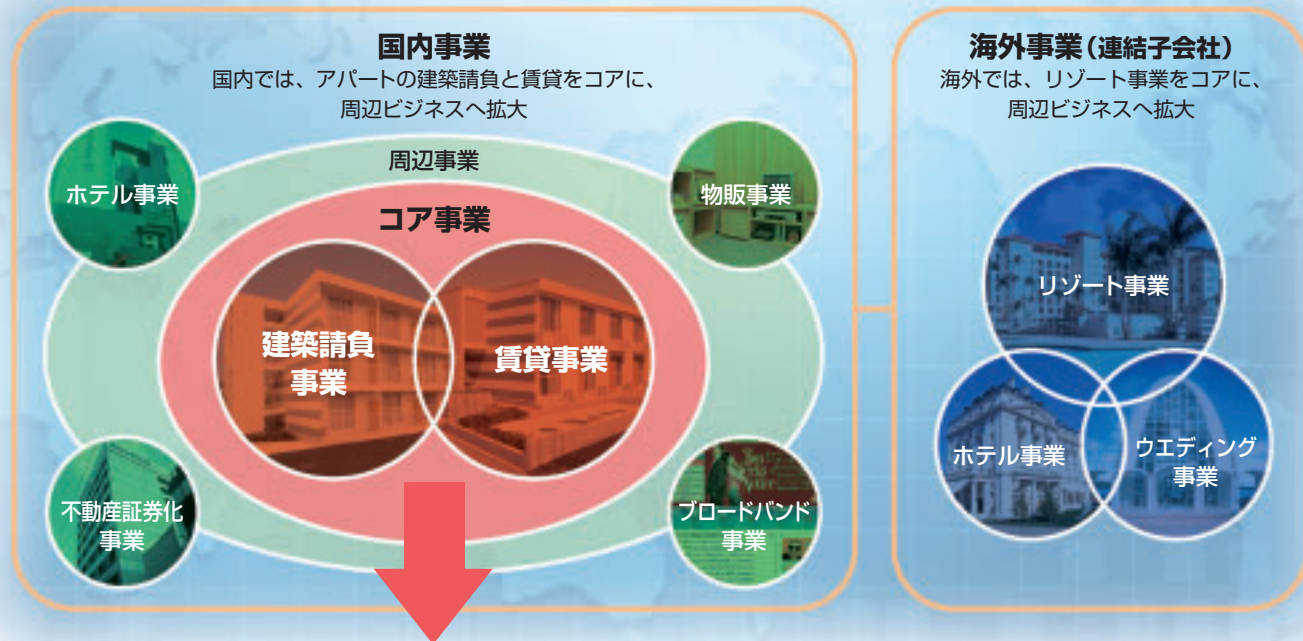 国内事業
国内では、アパートの建築請負と賃貸をコアに、
周辺ビジネスへ拡大
周辺事業
ホテル事業
物販事業
コア事業
建築請負
事業
賃貸事業
不動産証券化
事業
ブロードバンド
事業
海外事業(連結子会社)
海外では、リゾート事業をコアに、
周辺ビジネスへ拡大
リゾート事業
ホテル事業
ウエディング
事業